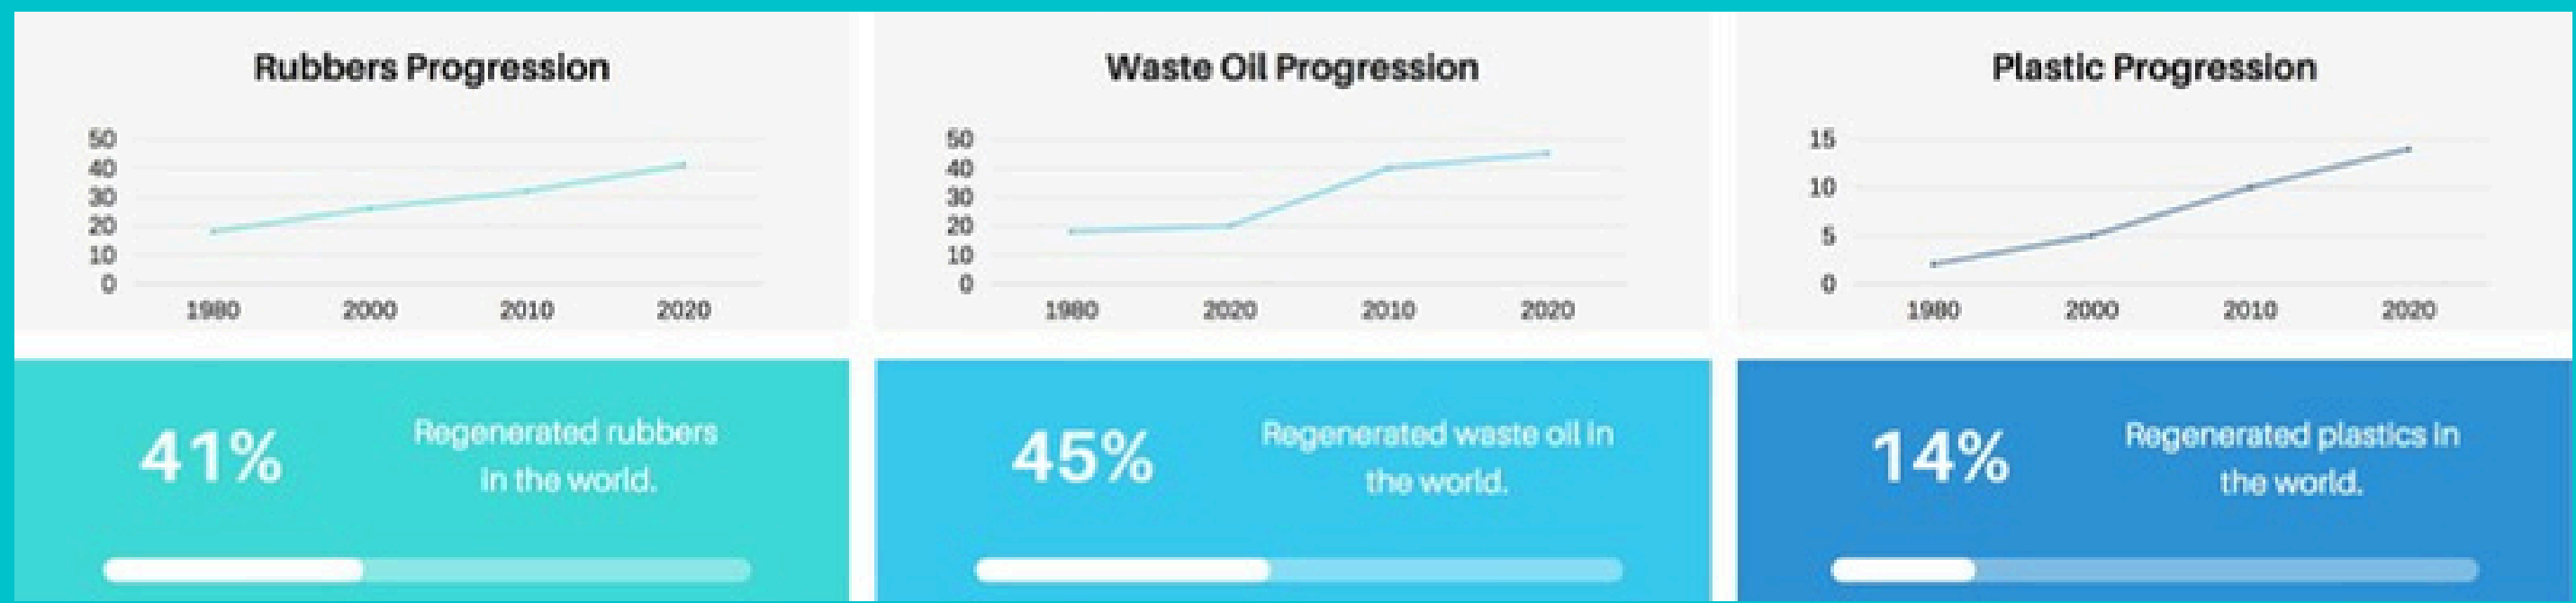 Rubbers Progression
50
40
30
20
10
0
1980 2000 2010 2020
41%
Regenerated rubbers
in the world.
Waste Oil Progression
50
40
30
20
10
0
1980 2020 2010 2020
45%
Regenerated waste oil in
the world.
Plastic Progression
15
10
5
0
1980 2000 2010 2020
14%
Regenerated plastics in
the world.